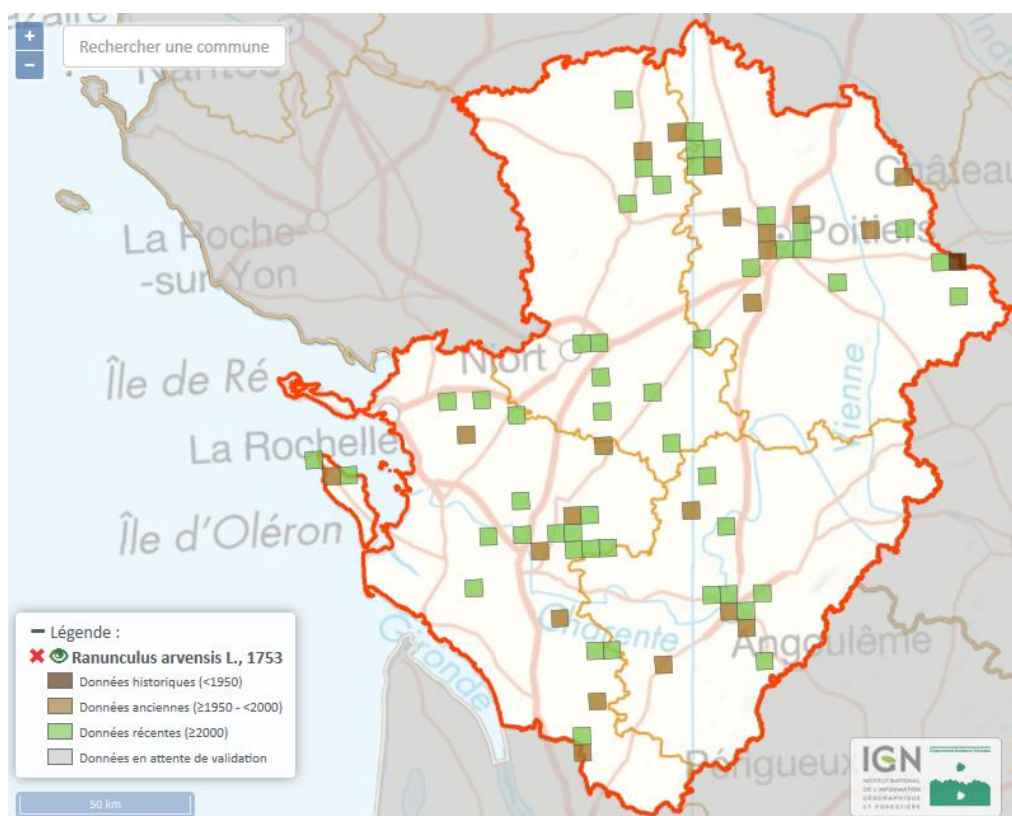 +
Rechercher une commune
−
azaire
Nantes
Indr
Château
Poitiers
La Roche-
-sur-Yon
Niort
Île de Ré
Vienne
La Rochelle
Île d'Oléron
Charente
Angoulême
Gironde
Périgueux
Légende :
Ranunculus arvensis L., 1753
Données historiques (<1950)
Données anciennes (≥1950 - <2000)
Données récentes (≥2000)
Données en attente de validation
50 km
IGN
INSTITUT NATIONAL
DE L'INFORMATION
GÉOGRAPHIQUE
ET FORESTIÈRE